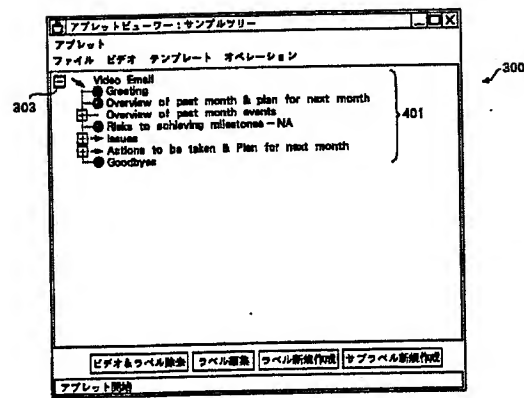 アプレットビューワー：サンプルツリー
アプレット
ファイル ビデオ テンプレート オペレーション
300
303
401
Video Email
Greeting
Overview of past month & plan for next month
Overview of past month events
Risks to achieving milestones－NA
Issues
Actions to be taken & Plan for next month
Goodbyes
ビデオ&ラベル除去 ラベル編集 ラベル新規作成 サブラベル新規作成
アプレット開始